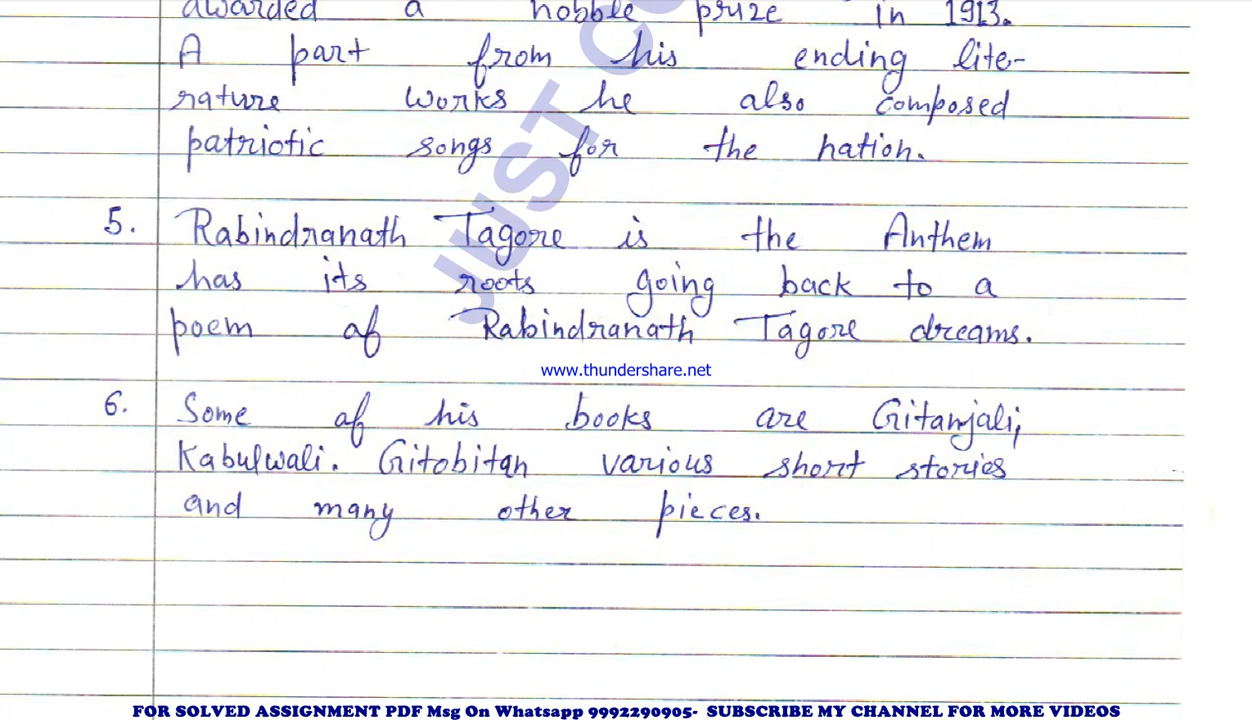 awarded a nobble prize in 1913.
A part from his ending lite-
rature works he also composed
patriotic songs for the nation.
5. Rabindranath Tagore is the Anthem
has its roots going back to a
poem of Rabindranath Tagore dreams.
www.thundershare.net
6. Some of his books are Gitanjali,
Kabulwali. Gitobitan various short stories
and many other pieces.
JUST CO
FOR SOLVED ASSIGNMENT PDF Msg On Whatsapp 9992290905- SUBSCRIBE MY CHANNEL FOR MORE VIDEOS